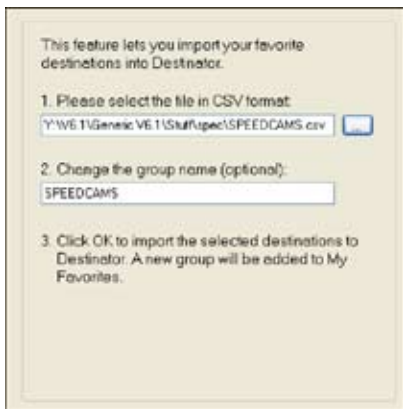 This feature lets you import your favorite
destinations into Destinator.
1. Please select the file in CSV format:
Y:\V6.1\Generic V6.1\Stuff\spec\SPEEDCAMS.csv ...
2. Change the group name (optional):
SPEEDCAMS
3. Click OK to import the selected destinations to
Destinator. A new group will be added to My
Favorites.